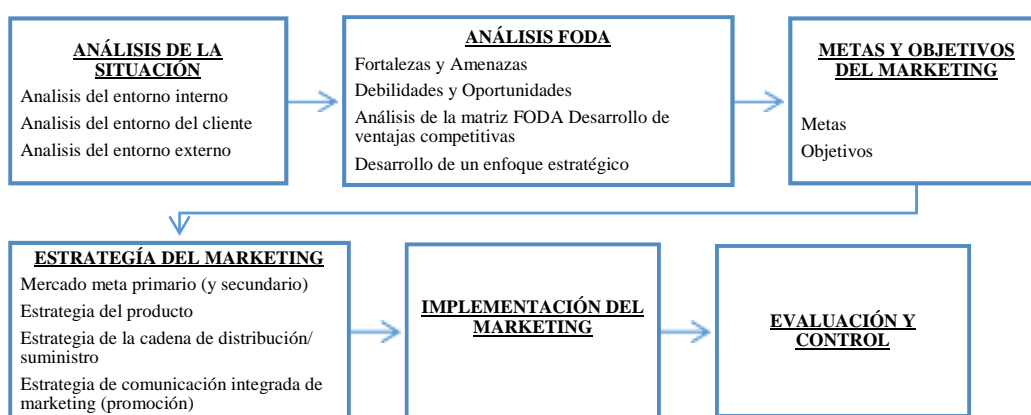 ANÁLISIS DE LA
SITUACIÓN
Analisis del entorno interno
Analisis del entorno del cliente
Analisis del entorno externo
ANÁLISIS FODA
Fortalezas y Amenazas
Debilidades y Oportunidades
Análisis de la matriz FODA Desarrollo de
ventajas competitivas
Desarrollo de un enfoque estratégico
METAS Y OBJETIVOS
DEL MARKETING
Metas
Objetivos
ESTRATEGÍA DEL MARKETING
Mercado meta primario (y secundario)
Estrategia del producto
Estrategia de la cadena de distribución/
suministro
Estrategia de comunicación integrada de
marketing (promoción)
IMPLEMENTACIÓN DEL
MARKETING
EVALUACIÓN Y
CONTROL